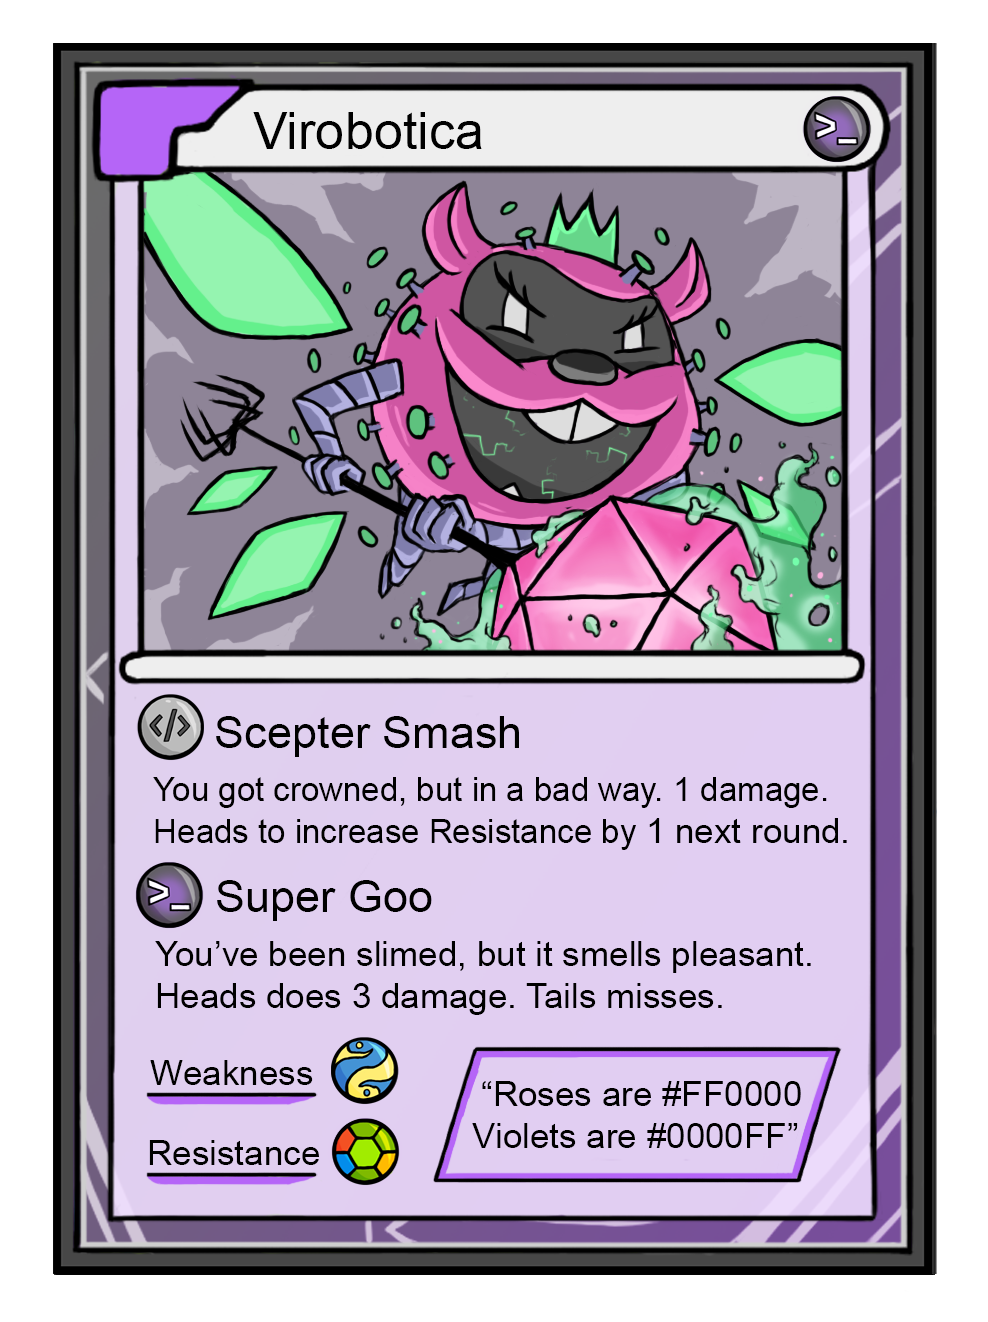 Virobotica
>_
</> Scepter Smash
You got crowned, but in a bad way. 1 damage.
Heads to increase Resistance by 1 next round.
>_ Super Goo
You’ve been slimed, but it smells pleasant.
Heads does 3 damage. Tails misses.
Weakness
Resistance
“Roses are #FF0000
Violets are #0000FF”